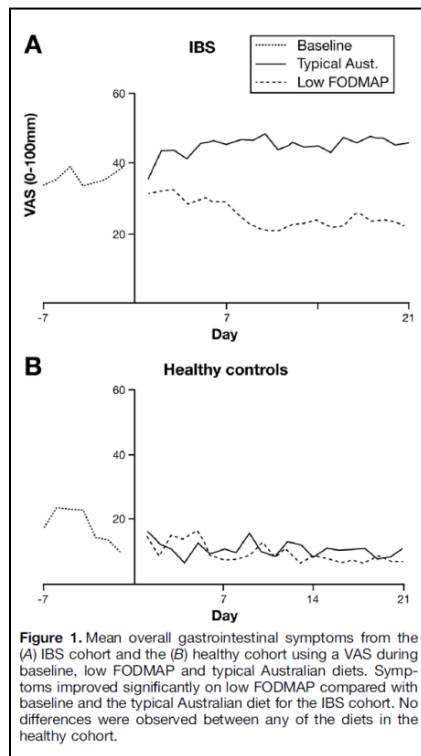 A
IBS
Baseline
Typical Aust.
Low FODMAP
VAS (0-100mm)
60
40
20
-7
7
21
Day
B
Healthy controls
60
40
20
-7
7
14
21
Day
Figure 1. Mean overall gastrointestinal symptoms from the
(A) IBS cohort and the (B) healthy cohort using a VAS during
baseline, low FODMAP and typical Australian diets. Symp-
toms improved significantly on low FODMAP compared with
baseline and the typical Australian diet for the IBS cohort. No
differences were observed between any of the diets in the
healthy cohort.